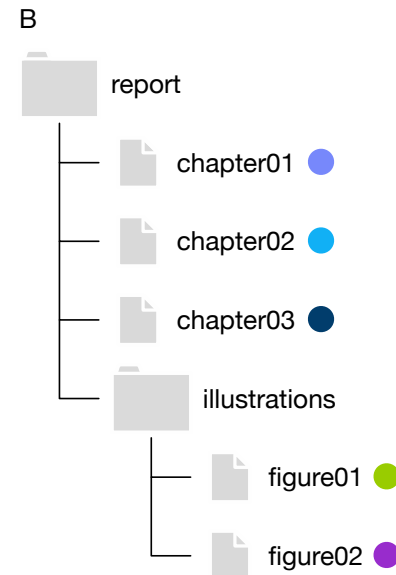 B
report
chapter01
chapter02
chapter03
illustrations
figure01
figure02